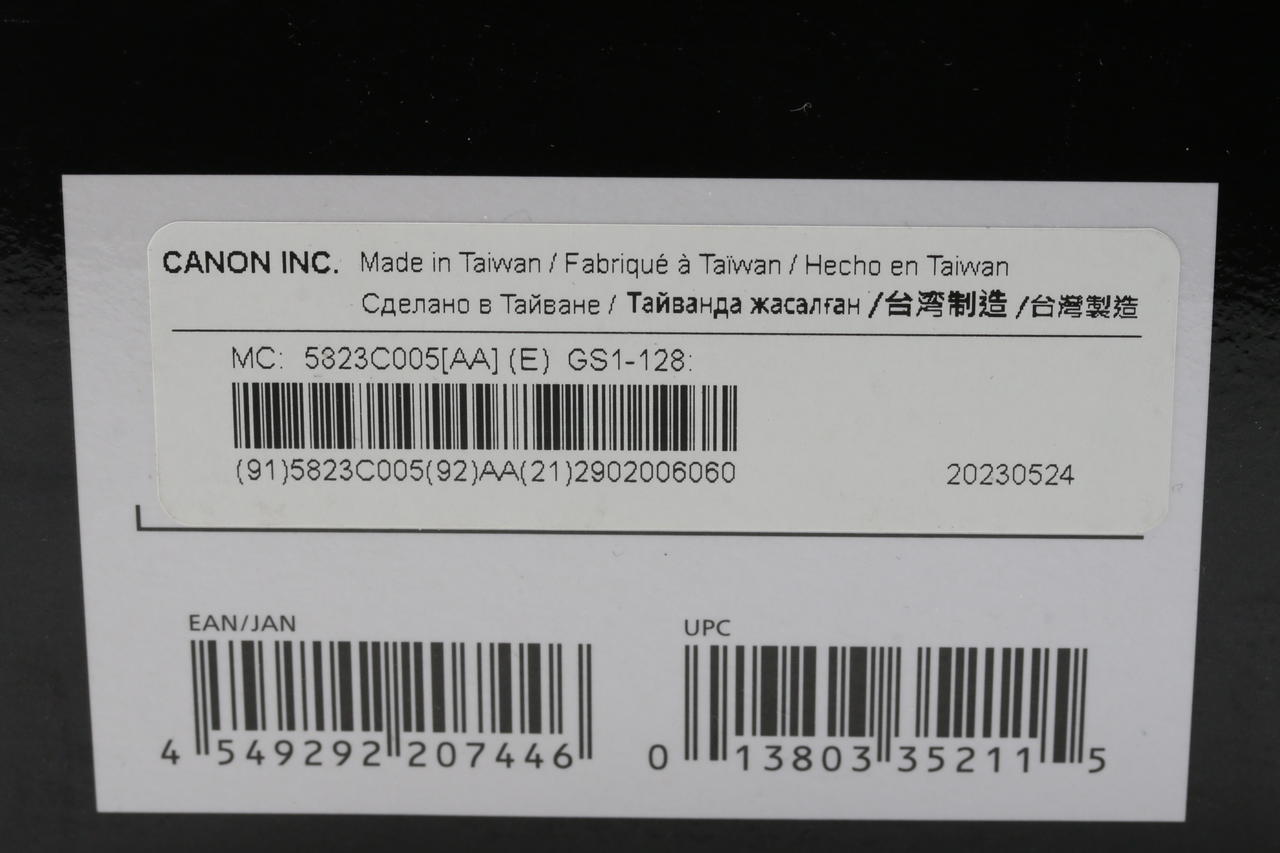 CANON INC. Made in Taiwan / Fabriqué à Taïwan / Hecho en Taiwan
Сделано в Тайване / Тайванда жасалған /台湾制造 /台灣製造
MC: 5823C005[AA] (E) GS1-128:
(91)5823C005(92)AA(21)2902006060
20230524
EAN/JAN
4 549292 207446
UPC
0 13803 35211 5